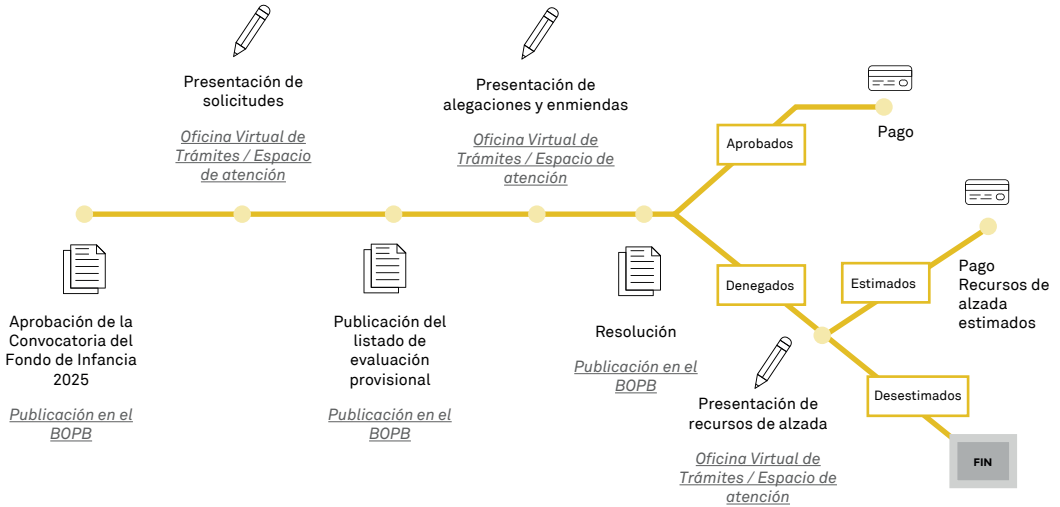 Presentación de
solicitudes
Oficina Virtual de
Trámites / Espacio
de atención
Presentación de
alegaciones y enmiendas
Oficina Virtual de
Trámites / Espacio de
atención
Aprobados
Pago
Aprobación de la
Convocatoria del
Fondo de Infancia
2025
Publicación en el
BOPB
Publicación del
listado de
evaluación
provisional
Publicación en el
BOPB
Resolución
Publicación en el
BOPB
Denegados
Estimados
Pago
Recursos de
alzada
estimados
Presentación de
recursos de alzada
Oficina Virtual de
Trámites / Espacio de
atención
Desestimados
FIN